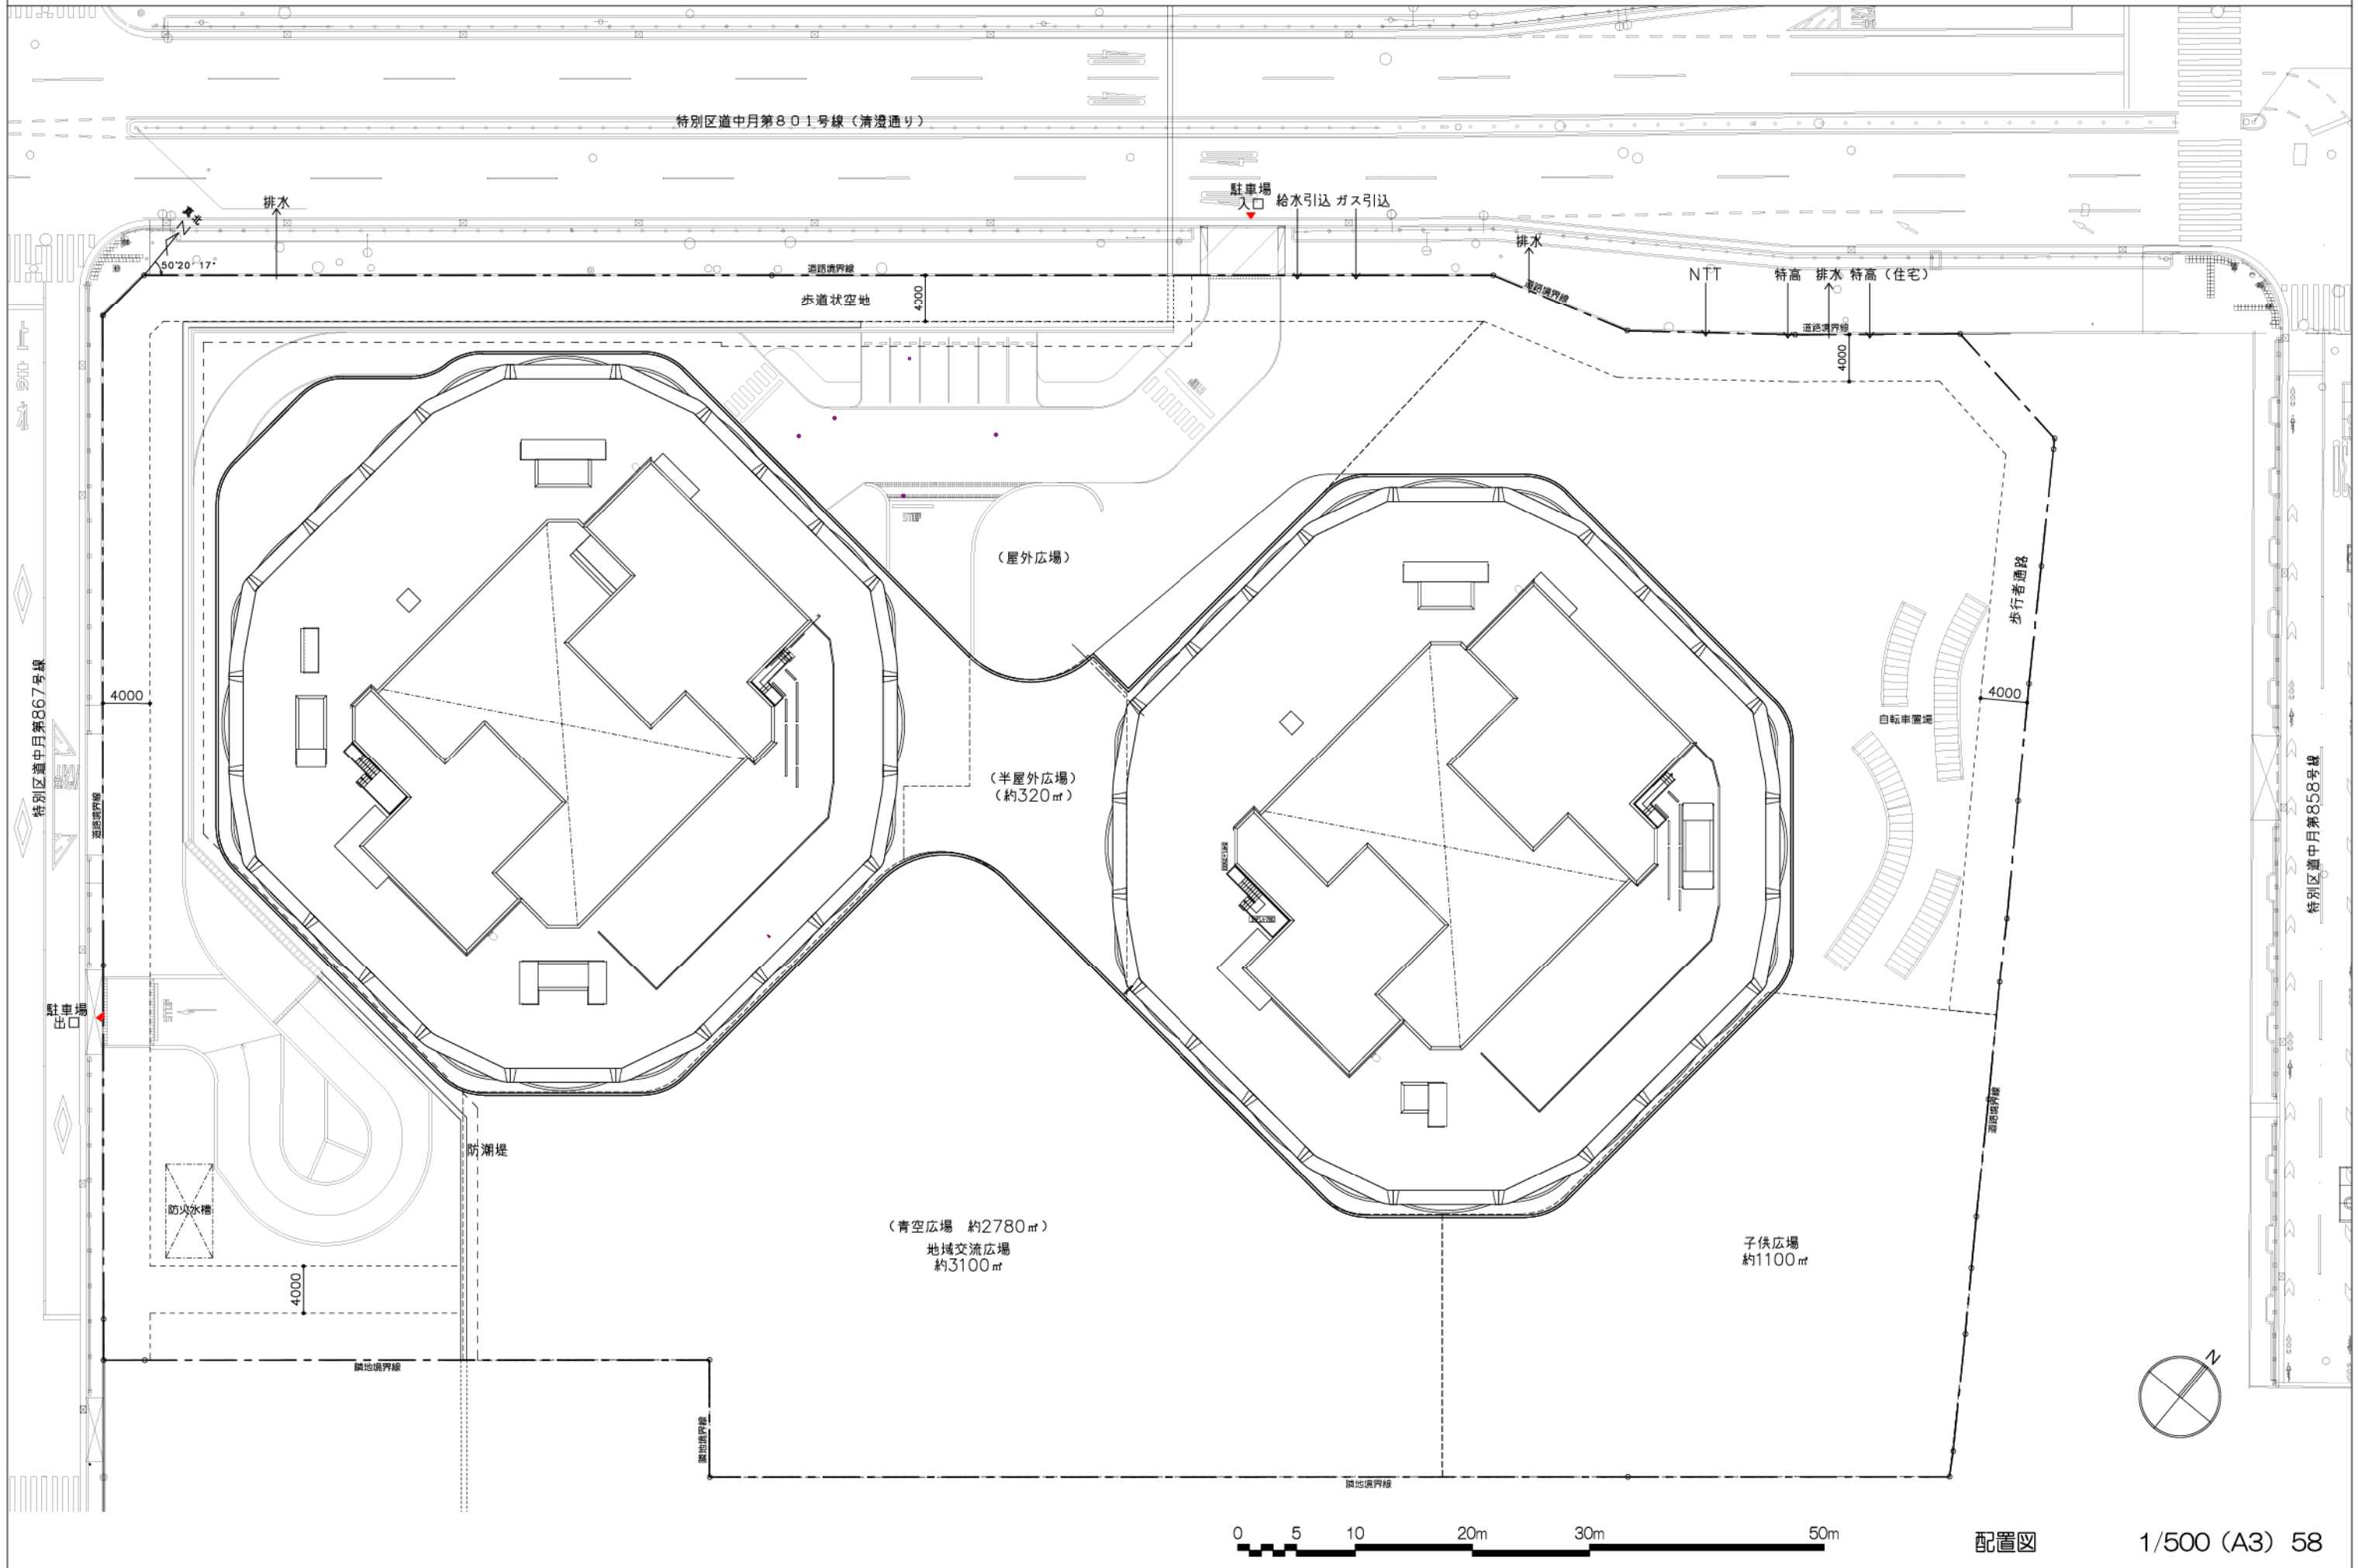 特別区道中月第801号線（清澄通り）
駐車場
入口
給水引込 ガス引込
排水
真北
50°20′17″
道路境界線
歩道状空地
4000
排水
道路境界線
NTT
特高 排水 特高（住宅）
道路境界線
4000
STOP
（屋外広場）
歩行者通路
4000
自転車置場
特別区道中月第867号線
4000
道路境界線
（半屋外広場）
（約320㎡）
特別区道中月第858号線
駐車場
出口
STOP
道路境界線
防潮堤
防火水槽
4000
（青空広場 約2780㎡）
地域交流広場
約3100㎡
子供広場
約1100㎡
隣地境界線
隣地境界線
隣地境界線
N
0 5 10 20m 30m 50m
配置図 1/500（A3） 58